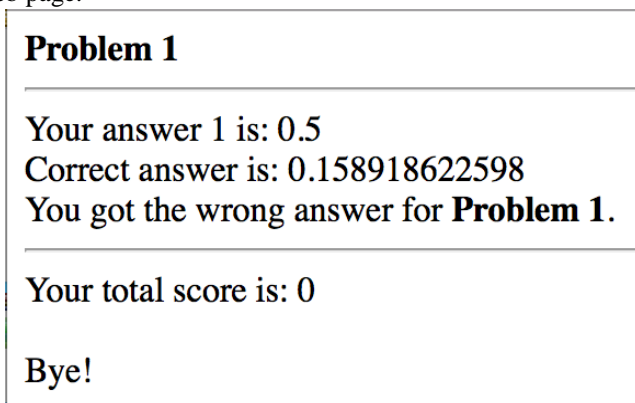 Problem 1
Your answer 1 is: 0.5
Correct answer is: 0.158918622598
You got the wrong answer for Problem 1.
Your total score is: 0
Bye!